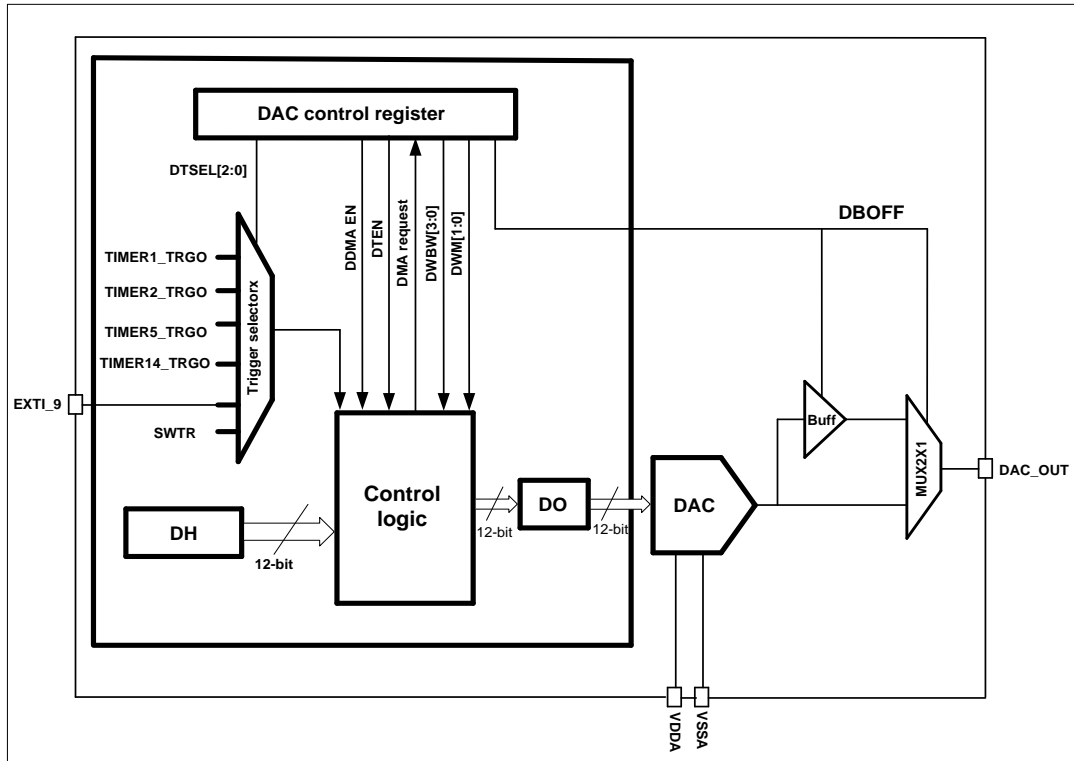 DAC control register
DTSEL[2:0]
DDMA EN
DTEN
DMA request
DWBW[3:0]
DWM[1:0]
DBOFF
TIMER1_TRGO
TIMER2_TRGO
TIMER5_TRGO
TIMER14_TRGO
EXTI_9
SWTR
Trigger selectorx
Buff
MUX2X1
DAC_OUT
Control
logic
DH
12-bit
12-bit
DO
12-bit
DAC
VDDA
VSSA